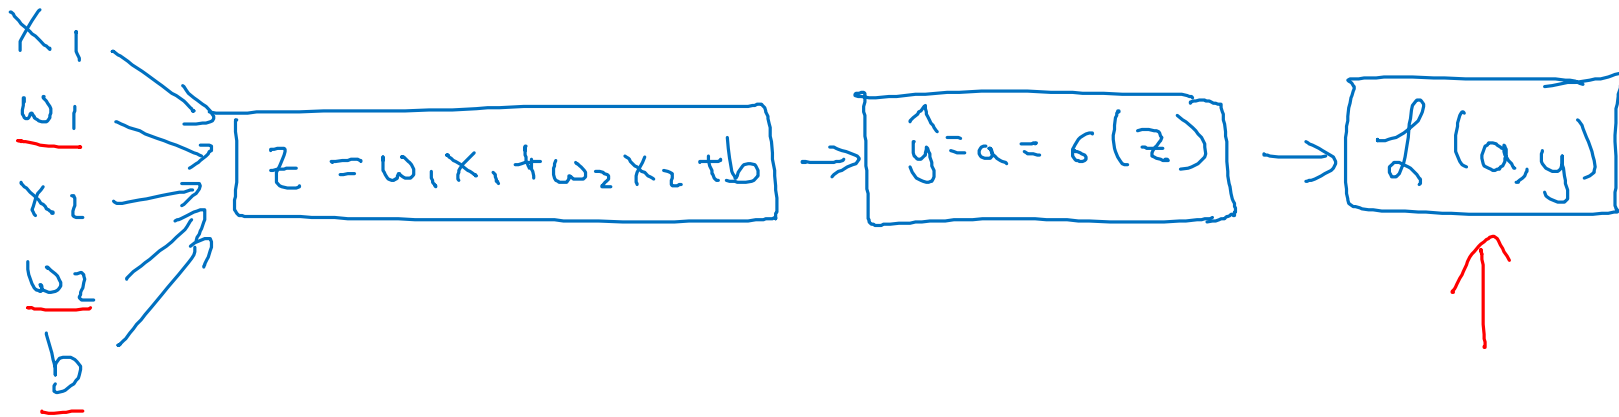 x₁
w₁
x₂
w₂
b
z = w₁x₁+w₂x₂+b
ŷ=a=σ(z)
ℒ(a,y)